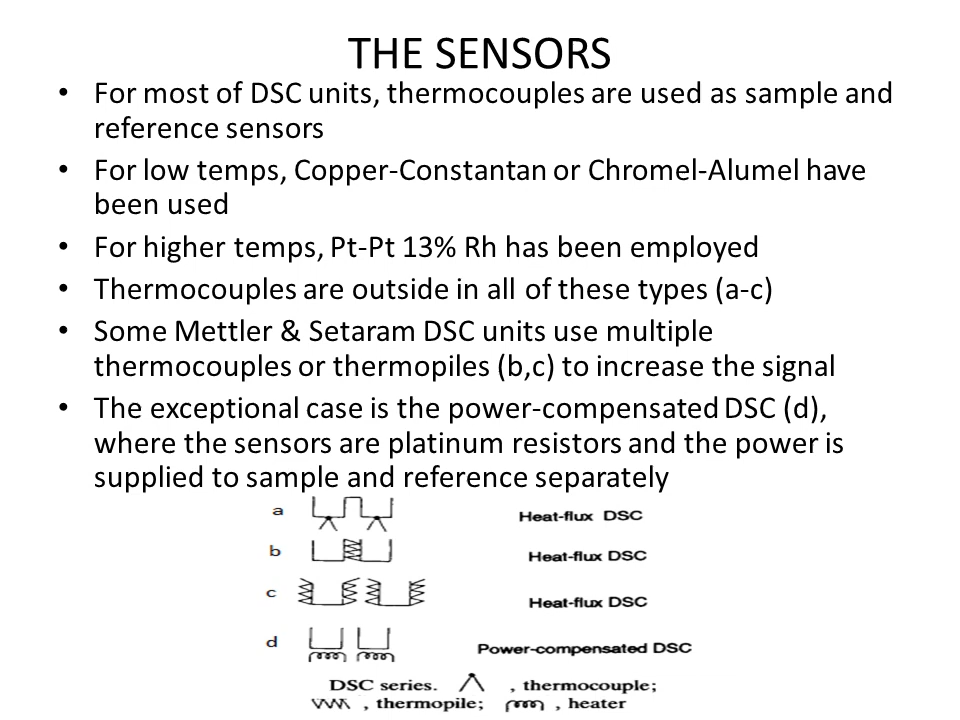 THE SENSORS
• For most of DSC units, thermocouples are used as sample and
reference sensors
• For low temps, Copper-Constantan or Chromel-Alumel have
been used
• For higher temps, Pt-Pt 13% Rh has been employed
• Thermocouples are outside in all of these types (a-c)
• Some Mettler & Setaram DSC units use multiple
thermocouples or thermopiles (b,c) to increase the signal
• The exceptional case is the power-compensated DSC (d),
where the sensors are platinum resistors and the power is
supplied to sample and reference separately
a Heat-flux DSC
b Heat-flux DSC
c Heat-flux DSC
d Power-compensated DSC
DSC series. , thermocouple;
, thermopile; , heater